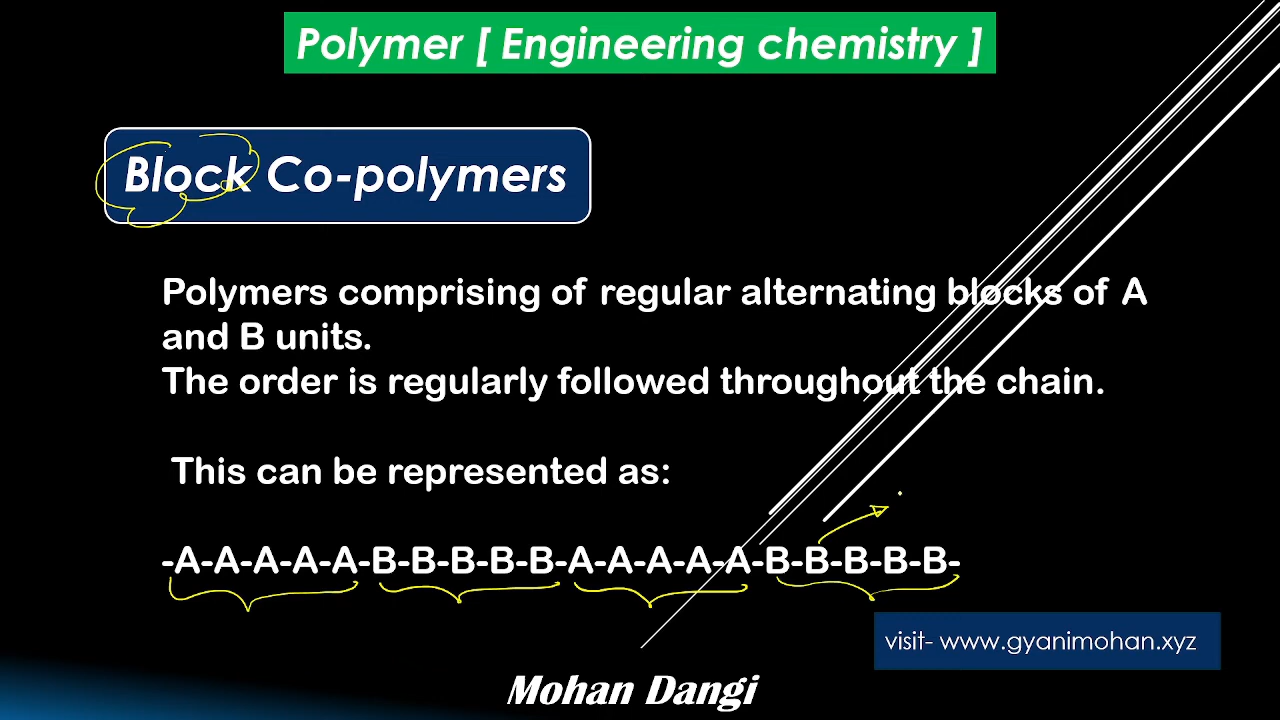 Polymer [ Engineering chemistry ]
Block Co-polymers
Polymers comprising of regular alternating blocks of A
and B units.
The order is regularly followed throughout the chain.
This can be represented as:
-A-A-A-A-A-B-B-B-B-B-A-A-A-A-A-B-B-B-B-B-
visit- www.gyanimohan.xyz
Mohan Dangi